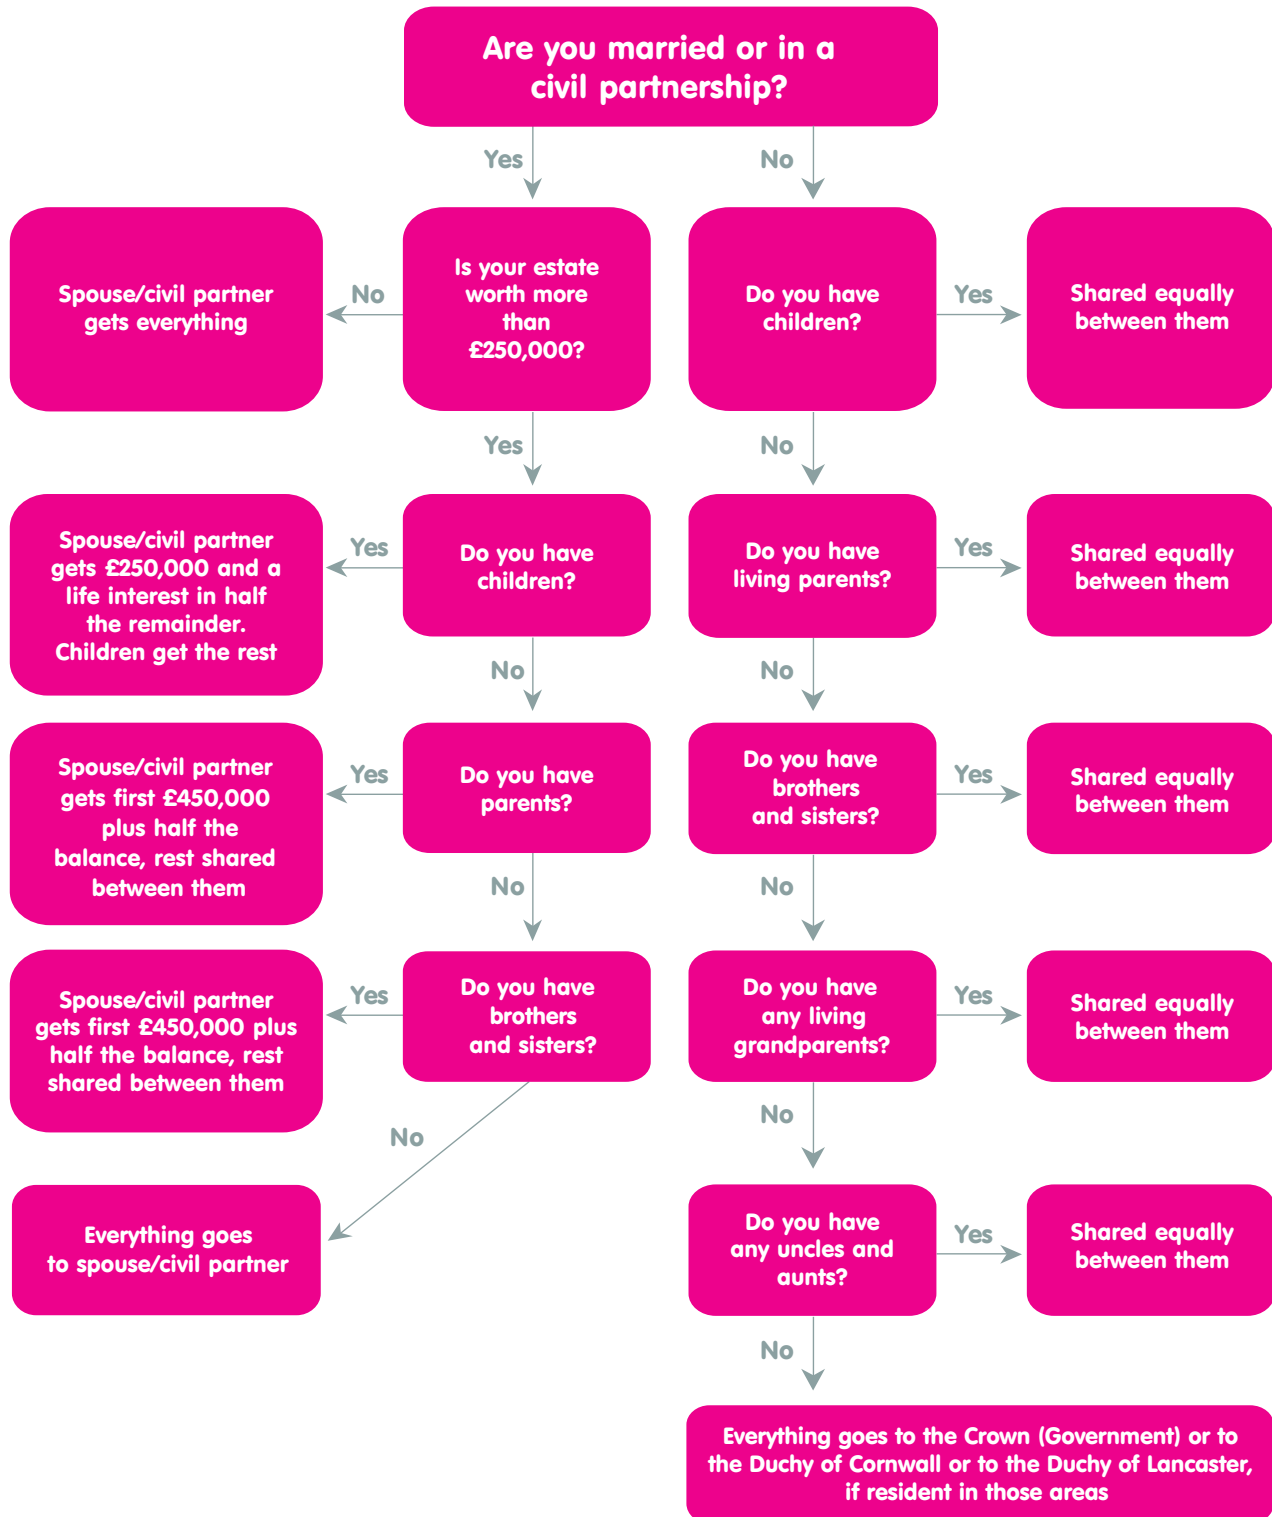 Are you married or in a
civil partnership?
Yes
No
Spouse/civil partner
gets everything
No
Is your estate
worth more
than
£250,000?
Do you have
children?
Yes
Shared equally
between them
Yes
No
Spouse/civil partner
gets £250,000 and a
life interest in half
the remainder.
Children get the rest
Yes
Do you have
children?
Do you have
living parents?
Yes
Shared equally
between them
No
No
Spouse/civil partner
gets first £450,000
plus half the
balance, rest shared
between them
Yes
Do you have
parents?
Do you have
brothers
and sisters?
Yes
Shared equally
between them
No
No
Spouse/civil partner
gets first £450,000 plus
half the balance, rest
shared between them
Yes
Do you have
brothers
and sisters?
Do you have
any living
grandparents?
Yes
Shared equally
between them
No
No
Everything goes
to spouse/civil partner
Do you have
any uncles and
aunts?
Yes
Shared equally
between them
No
Everything goes to the Crown (Government) or to
the Duchy of Cornwall or to the Duchy of Lancaster,
if resident in those areas